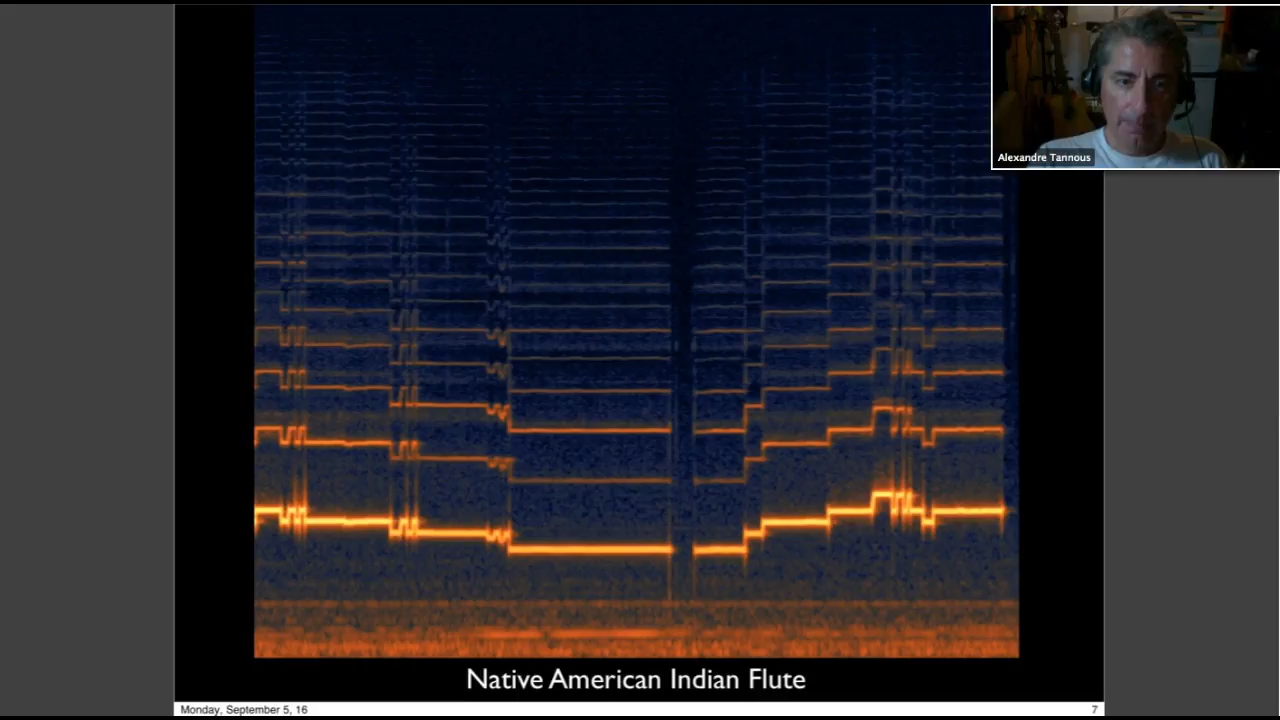 Alexandre Tannous
Native American Indian Flute
Monday, September 5, 16
7